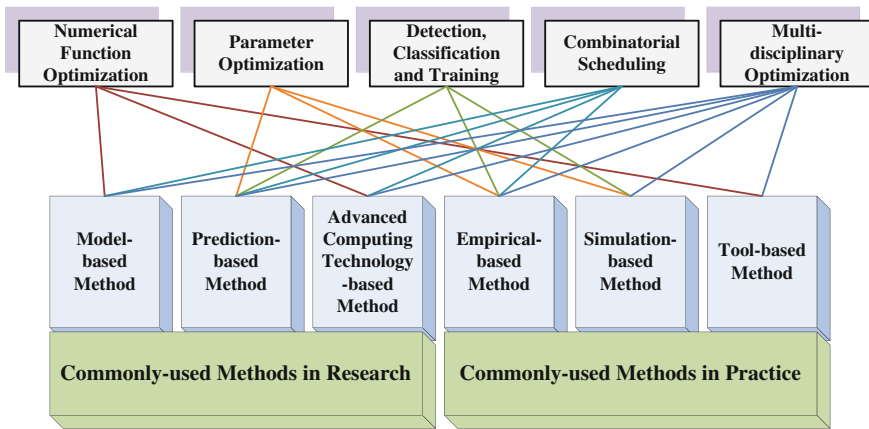 Numerical
Function
Optimization
Parameter
Optimization
Detection,
Classification
and Training
Combinatorial
Scheduling
Multi-
disciplinary
Optimization
Model-
based
Method
Prediction-
based
Method
Advanced
Computing
Technology
-based
Method
Empirical-
based
Method
Simulation-
based
Method
Tool-based
Method
Commonly-used Methods in Research
Commonly-used Methods in Practice